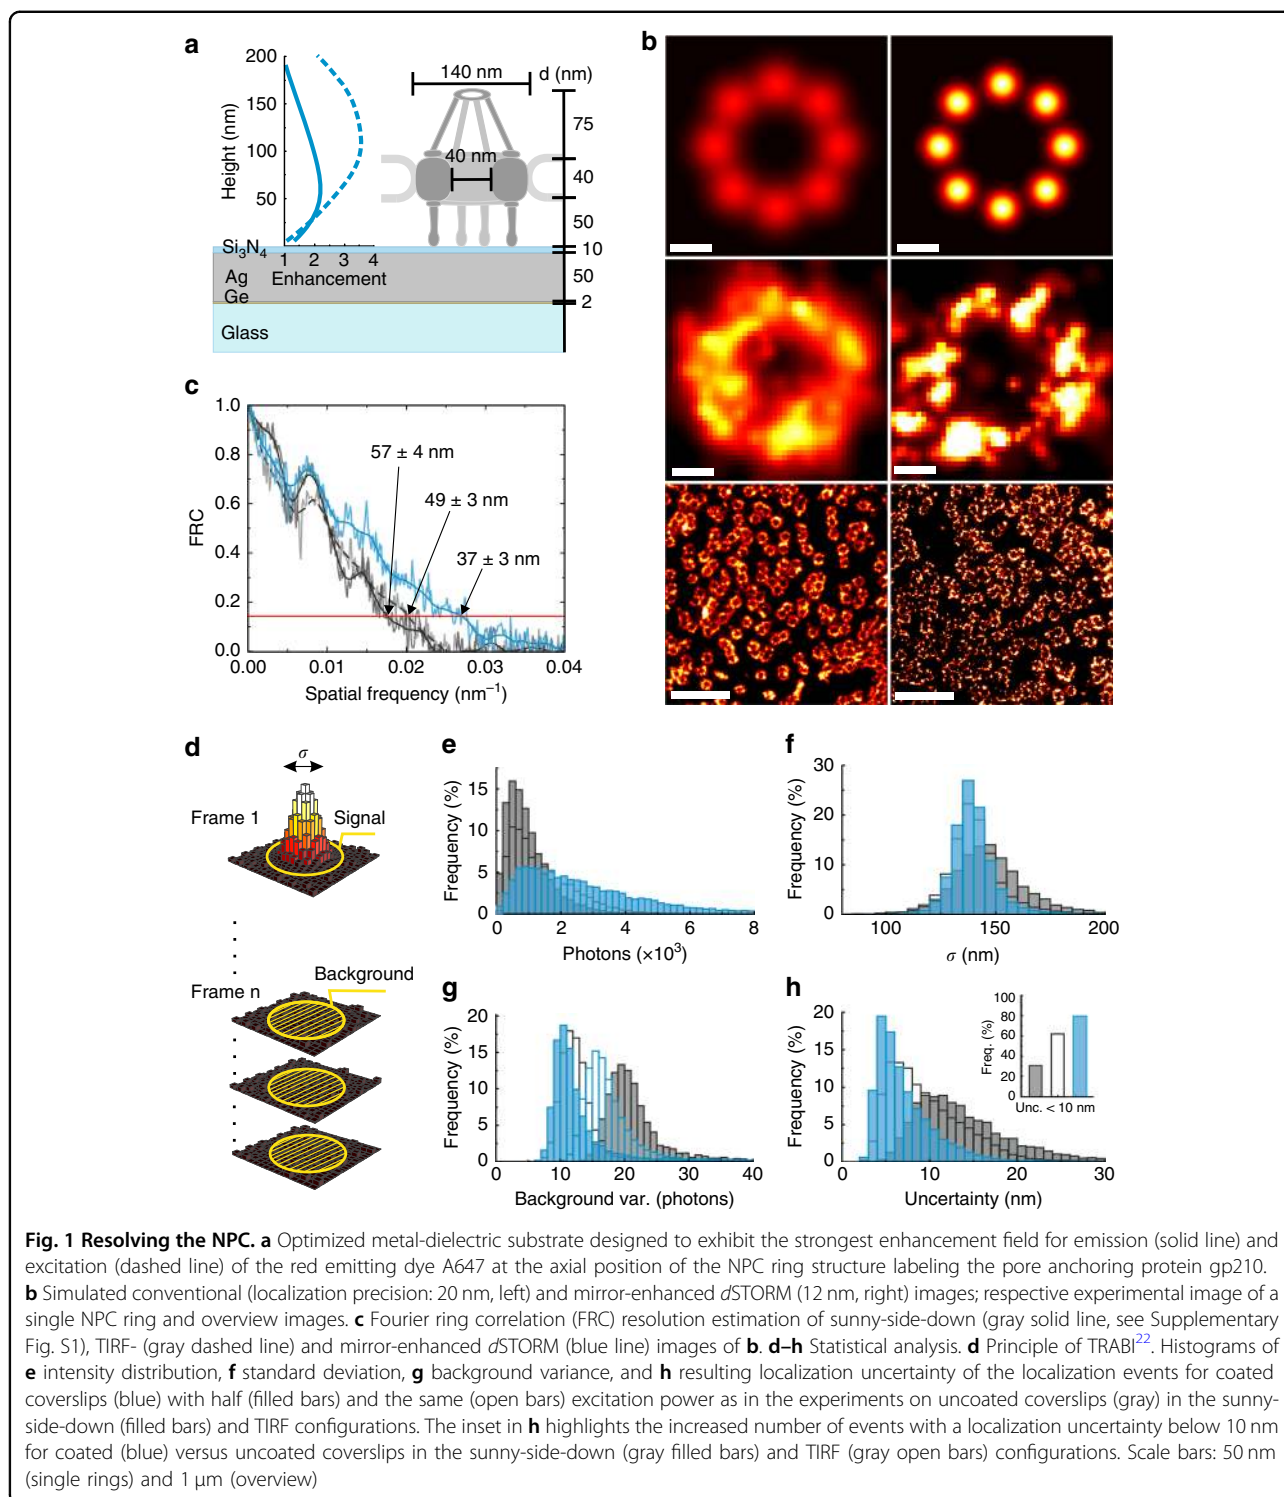 a
200
150
100
50
0
Height (nm)
140 nm
d (nm)
75
40 nm
40
50
Si3N4
1 2 3 4
10
Ag
Enhancement
50
Ge
2
Glass
b
c
1.0
0.8
0.6
0.4
0.2
0.0
FRC
57 ± 4 nm
49 ± 3 nm
37 ± 3 nm
0.00 0.01 0.02 0.03 0.04
Spatial frequency (nm⁻¹)
d
σ
Frame 1
Signal
Background
Frame n
e
15
10
5
0
Frequency (%)
0 2 4 6 8
Photons (×10³)
f
30
20
10
0
Frequency (%)
100 150 200
σ (nm)
g
20
15
10
5
0
Frequency (%)
0 10 20 30 40
Background var. (photons)
h
20
15
10
5
0
Frequency (%)
100
80
60
40
20
0
Freq. (%)
Unc. < 10 nm
0 10 20 30
Uncertainty (nm)
Fig. 1 Resolving the NPC. a Optimized metal-dielectric substrate designed to exhibit the strongest enhancement field for emission (solid line) and
excitation (dashed line) of the red emitting dye A647 at the axial position of the NPC ring structure labeling the pore anchoring protein gp210.
b Simulated conventional (localization precision: 20 nm, left) and mirror-enhanced dSTORM (12 nm, right) images; respective experimental image of a
single NPC ring and overview images. c Fourier ring correlation (FRC) resolution estimation of sunny-side-down (gray solid line, see Supplementary
Fig. S1), TIRF- (gray dashed line) and mirror-enhanced dSTORM (blue line) images of b. d–h Statistical analysis. d Principle of TRABI22. Histograms of
e intensity distribution, f standard deviation, g background variance, and h resulting localization uncertainty of the localization events for coated
coverslips (blue) with half (filled bars) and the same (open bars) excitation power as in the experiments on uncoated coverslips (gray) in the sunny-
side-down (filled bars) and TIRF configurations. The inset in h highlights the increased number of events with a localization uncertainty below 10 nm
for coated (blue) versus uncoated coverslips in the sunny-side-down (gray filled bars) and TIRF (gray open bars) configurations. Scale bars: 50 nm
(single rings) and 1 µm (overview)